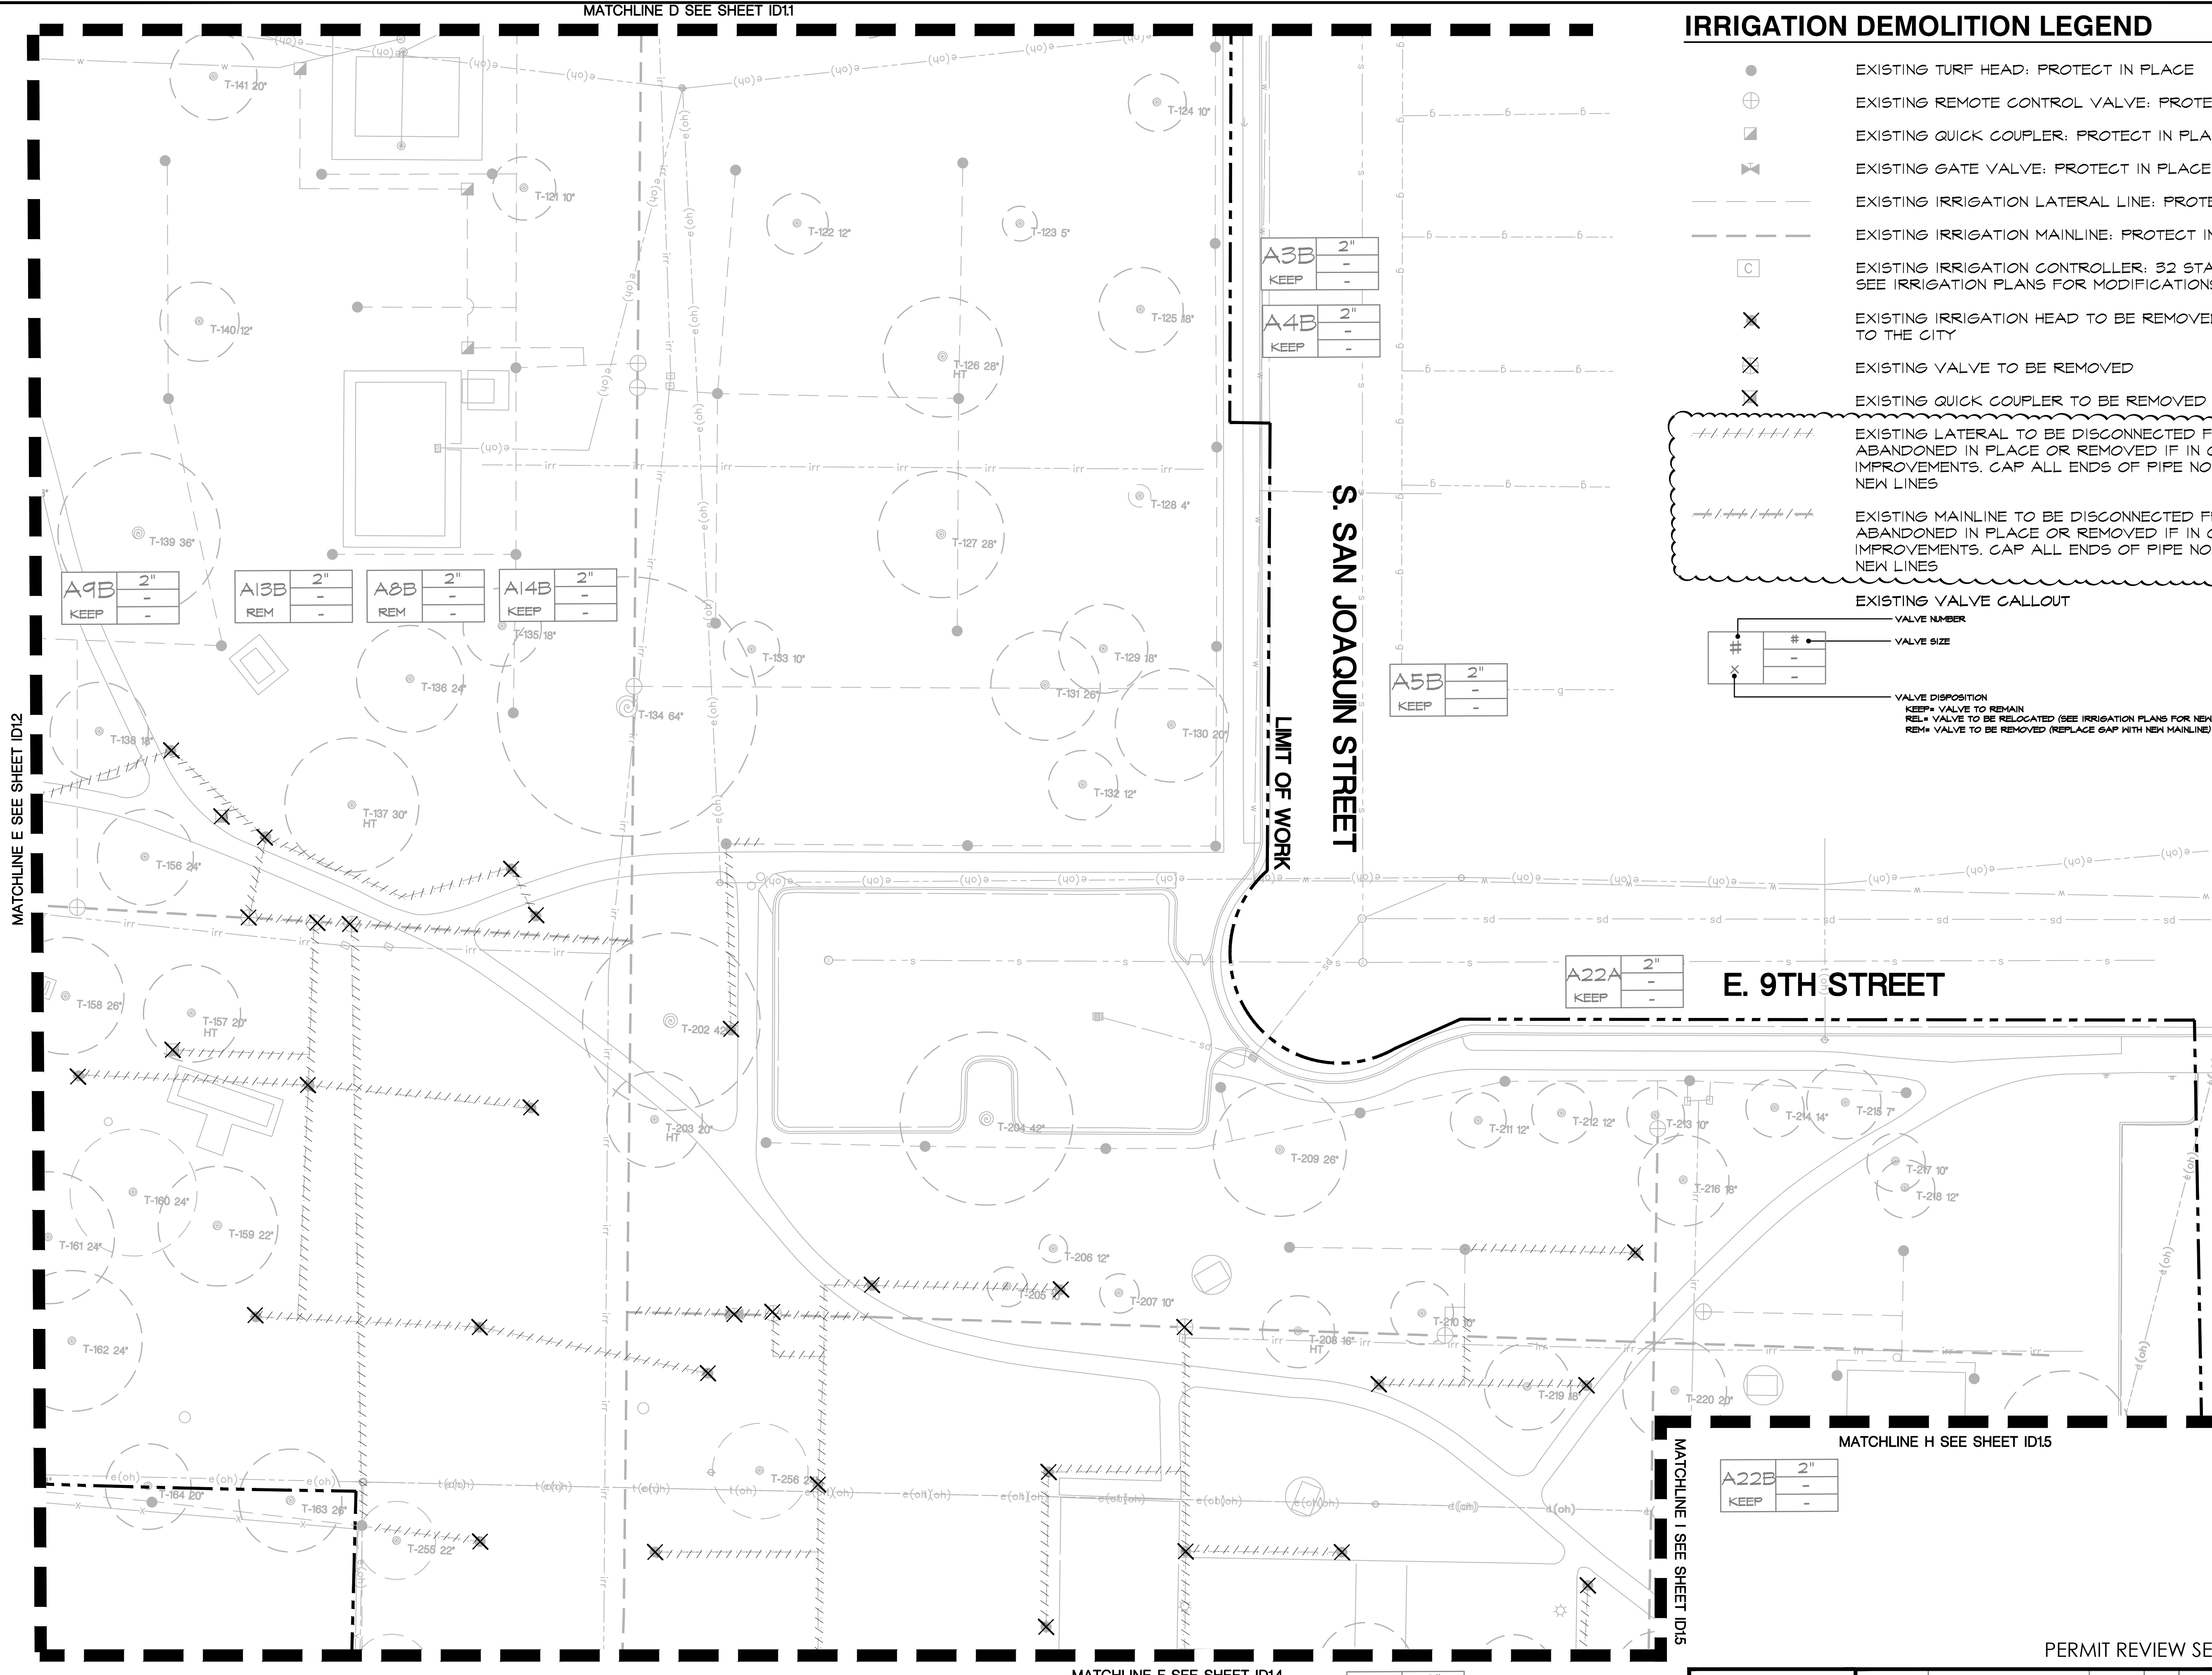 MATCHLINE D SEE SHEET ID1.1
IRRIGATION DEMOLITION LEGEND
EXISTING TURF HEAD: PROTECT IN PLACE
EXISTING REMOTE CONTROL VALVE: PROTE
EXISTING QUICK COUPLER: PROTECT IN PLA
EXISTING GATE VALVE: PROTECT IN PLACE
EXISTING IRRIGATION LATERAL LINE: PROTE
EXISTING IRRIGATION MAINLINE: PROTECT IN
C
EXISTING IRRIGATION CONTROLLER: 32 STA
SEE IRRIGATION PLANS FOR MODIFICATIONS
EXISTING IRRIGATION HEAD TO BE REMOVE
TO THE CITY
EXISTING VALVE TO BE REMOVED
EXISTING QUICK COUPLER TO BE REMOVED
EXISTING LATERAL TO BE DISCONNECTED F
ABANDONED IN PLACE OR REMOVED IF IN C
IMPROVEMENTS. CAP ALL ENDS OF PIPE NO
NEW LINES
EXISTING MAINLINE TO BE DISCONNECTED F
ABANDONED IN PLACE OR REMOVED IF IN C
IMPROVEMENTS. CAP ALL ENDS OF PIPE NO
NEW LINES
EXISTING VALVE CALLOUT
VALVE NUMBER
# #
VALVE SIZE
-
x -
VALVE DISPOSITION
KEEP= VALVE TO REMAIN
REL= VALVE TO BE RELOCATED (SEE IRRIGATION PLANS FOR NEW
REM= VALVE TO BE REMOVED (REPLACE GAP WITH NEW MAINLINE)
T-141 20"
T-124 10"
T-121 10"
T-122 12"
T-123 5"
A3B 2"
-
KEEP -
T-140 12"
T-125 18"
A4B 2"
-
KEEP -
T-126 28"
HT
T-128 4"
T-139 36"
T-127 28"
S. SAN JOAQUIN STREET
A9B 2"
-
KEEP -
A13B 2"
-
REM -
A8B 2"
-
REM -
A14B 2"
-
KEEP -
T-135 18"
T-133 10"
T-129 18"
T-136 24"
T-131 26"
A5B 2"
-
KEEP -
T-134 64"
T-138 18"
T-130 20"
LIMIT OF WORK
MATCHLINE E SEE SHEET ID1.2
T-132 12"
T-137 30"
HT
T-156 24"
A22A 2"
-
KEEP -
E. 9TH STREET
T-158 26"
T-157 20"
HT
T-202 42"
T-203 20"
HT
T-204 42"
T-211 12"
T-212 12"
T-213 10"
T-214 14"
T-215 7"
T-209 26"
T-217 10"
T-216 18"
T-218 12"
T-160 24"
T-159 22"
T-161 24"
T-206 12"
T-205 10"
T-207 10"
T-210 10"
T-208 16"
HT
T-162 24"
T-219 18"
T-220 20"
MATCHLINE H SEE SHEET ID1.5
MATCHLINE I SEE SHEET ID1.5
A22B 2"
-
KEEP -
T-164 20"
T-163 26"
T-256
T-255 22"
PERMIT REVIEW SE
MATCHLINE F SEE SHEET ID1.4